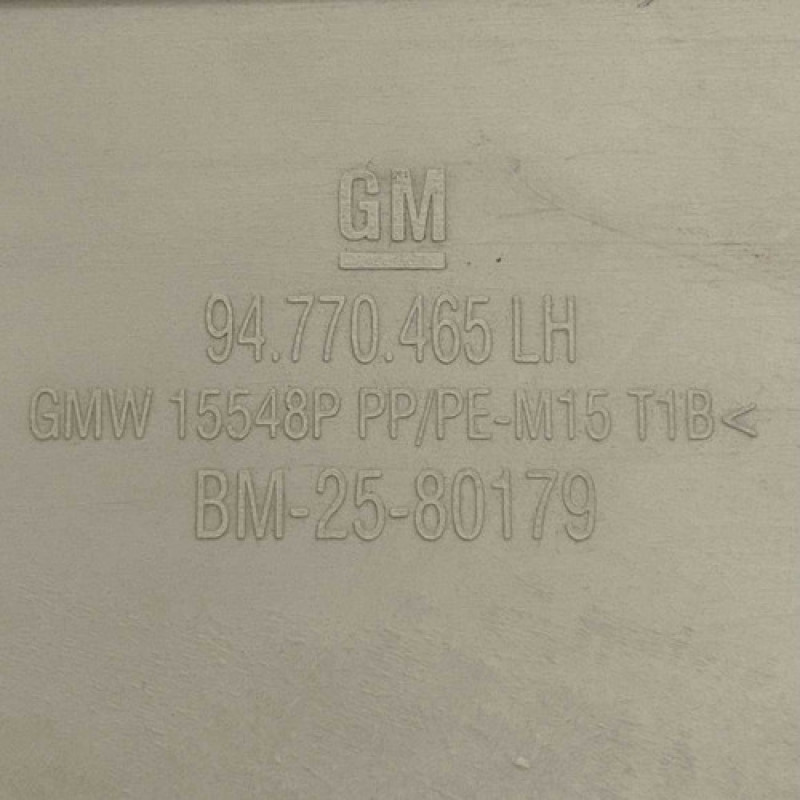 GM
94.770.465 LH
GMW 15548P PP/PE-M15 T1B<
BM-25-80179